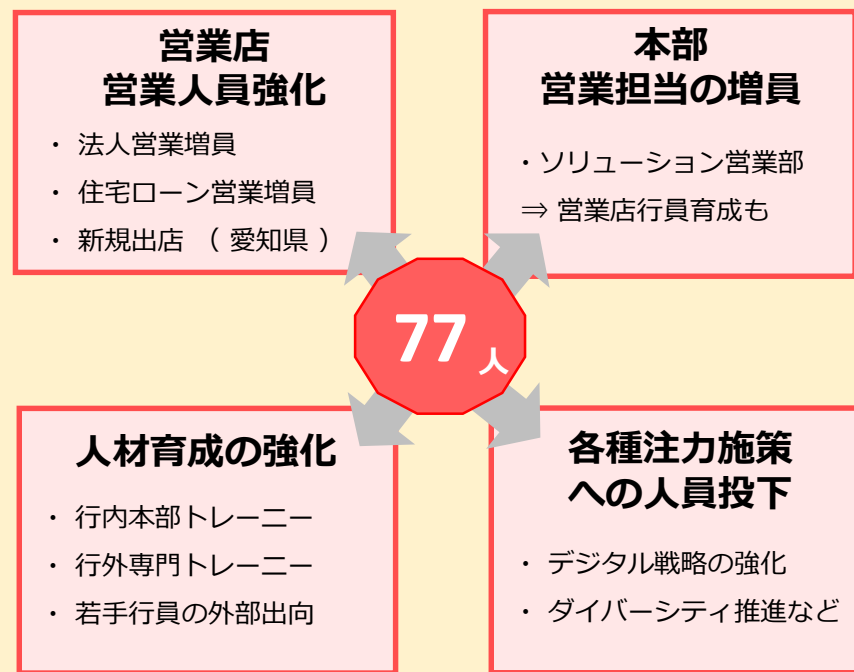 営業店
営業人員強化
・ 法人営業増員
・ 住宅ローン営業増員
・ 新規出店 （ 愛知県 ）
本部
営業担当の増員
・ソリューション営業部
⇒ 営業店行員育成も
77 人
人材育成の強化
・ 行内本部トレーニー
・ 行外専門トレーニー
・ 若手行員の外部出向
各種注力施策
への人員投下
・ デジタル戦略の強化
・ ダイバーシティ推進など